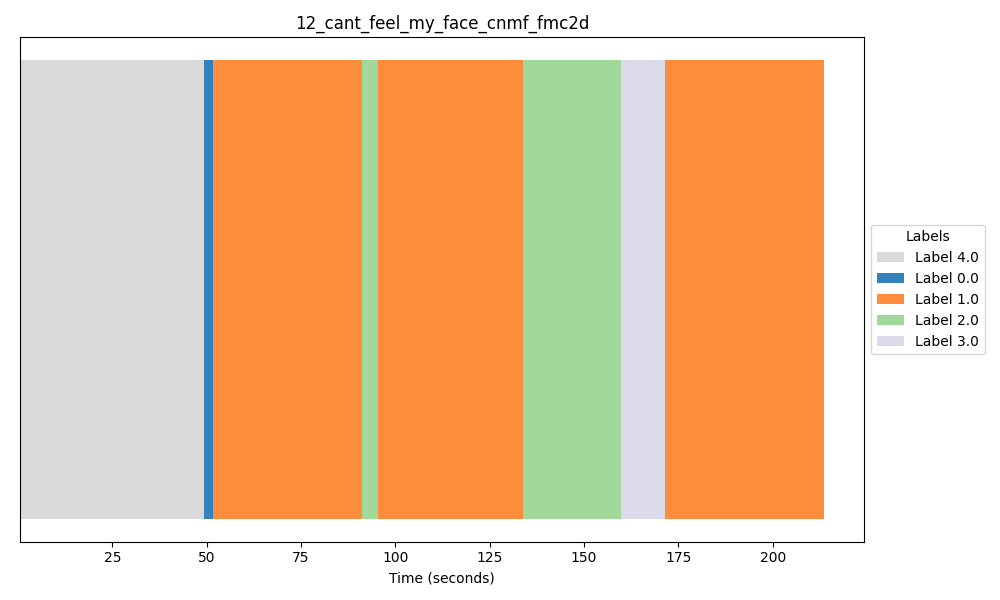 12_cant_feel_my_face_cnmf_fmc2d
Labels
Label 4.0
Label 0.0
Label 1.0
Label 2.0
Label 3.0
25 50 75 100 125 150 175 200
Time (seconds)